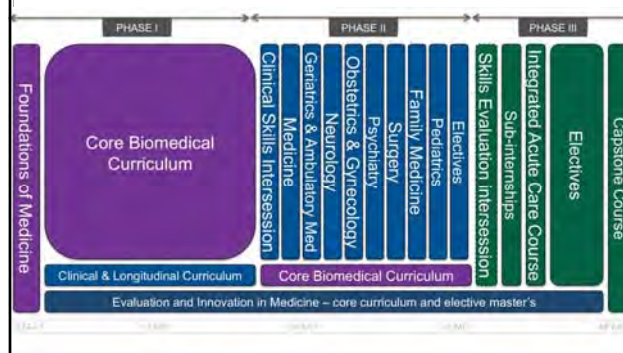 PHASE I
PHASE II
PHASE III
Foundations of Medicine
Core Biomedical
Curriculum
Clinical Skills Intersession
Medicine
Geriatrics & Ambulatory Med
Neurology
Obstetrics & Gynecology
Psychiatry
Surgery
Family Medicine
Pediatrics
Electives
Skills Evaluation intersession
Sub-internships
Integrated Acute Care Course
Electives
Capstone Course
Clinical & Longitudinal Curriculum
Core Biomedical Curriculum
Evaluation and Innovation in Medicine – core curriculum and elective master's